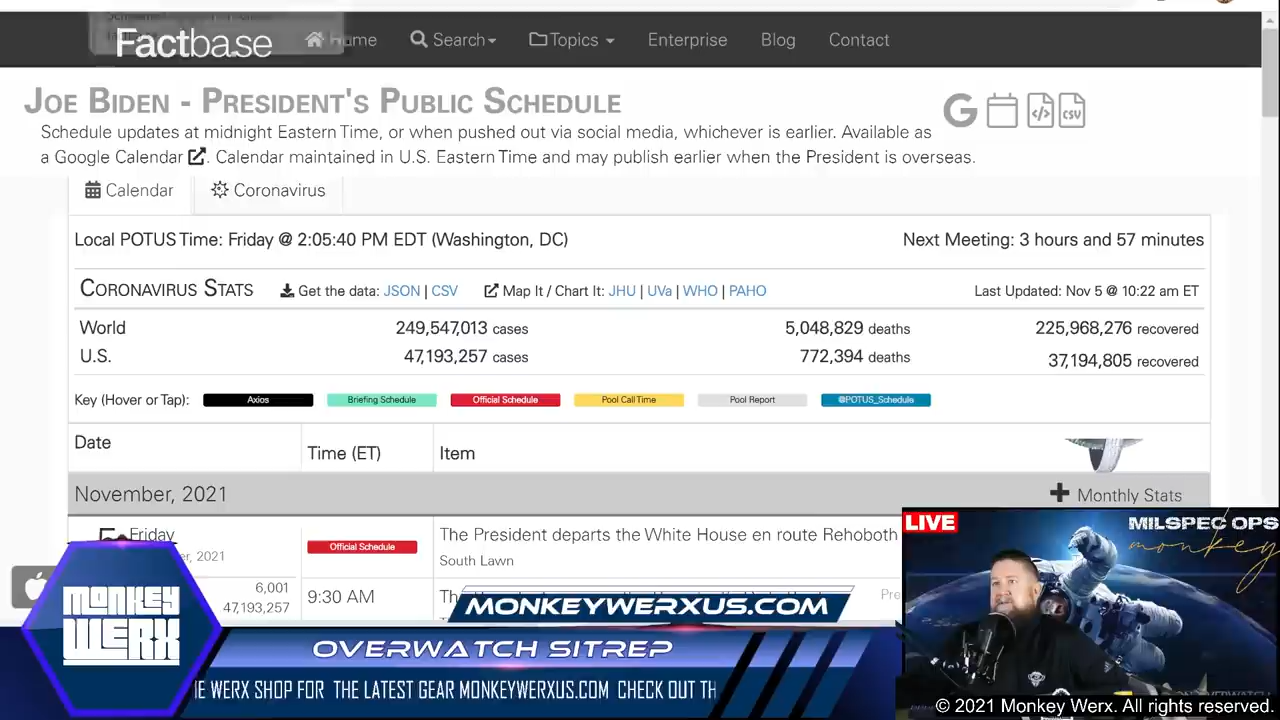 Factba.se Home Search Topics Enterprise Blog Contact
JOE BIDEN - PRESIDENT'S PUBLIC SCHEDULE
Schedule updates at midnight Eastern Time, or when pushed out via social media, whichever is earlier. Available as
a Google Calendar . Calendar maintained in U.S. Eastern Time and may publish earlier when the President is overseas.
Calendar Coronavirus
Local POTUS Time: Friday @ 2:05:40 PM EDT (Washington, DC) Next Meeting: 3 hours and 57 minutes
CORONAVIRUS STATS Get the data: JSON | CSV Map It / Chart It: JHU | UVa | WHO | PAHO Last Updated: Nov 5 @ 10:22 am ET
World 249,547,013 cases 5,048,829 deaths 225,968,276 recovered
U.S. 47,193,257 cases 772,394 deaths 37,194,805 recovered
Key (Hover or Tap): Axios Briefing Schedule Official Schedule Pool Call Time Pool Report @POTUS_Schedule
Date Time (ET) Item
November, 2021 Monthly Stats
Friday Official Schedule The President departs the White House en route Rehoboth
2021 South Lawn
6,001
47,193,257 9:30 AM
LIVE MILSPEC OPS
monkey
MONKEY WERX
MONKEYWERXUS.COM
OVERWATCH SITREP
WERX SHOP FOR THE LATEST GEAR MONKEYWERXUS.COM CHECK OUT
© 2021 Monkey Werx. All rights reserved.